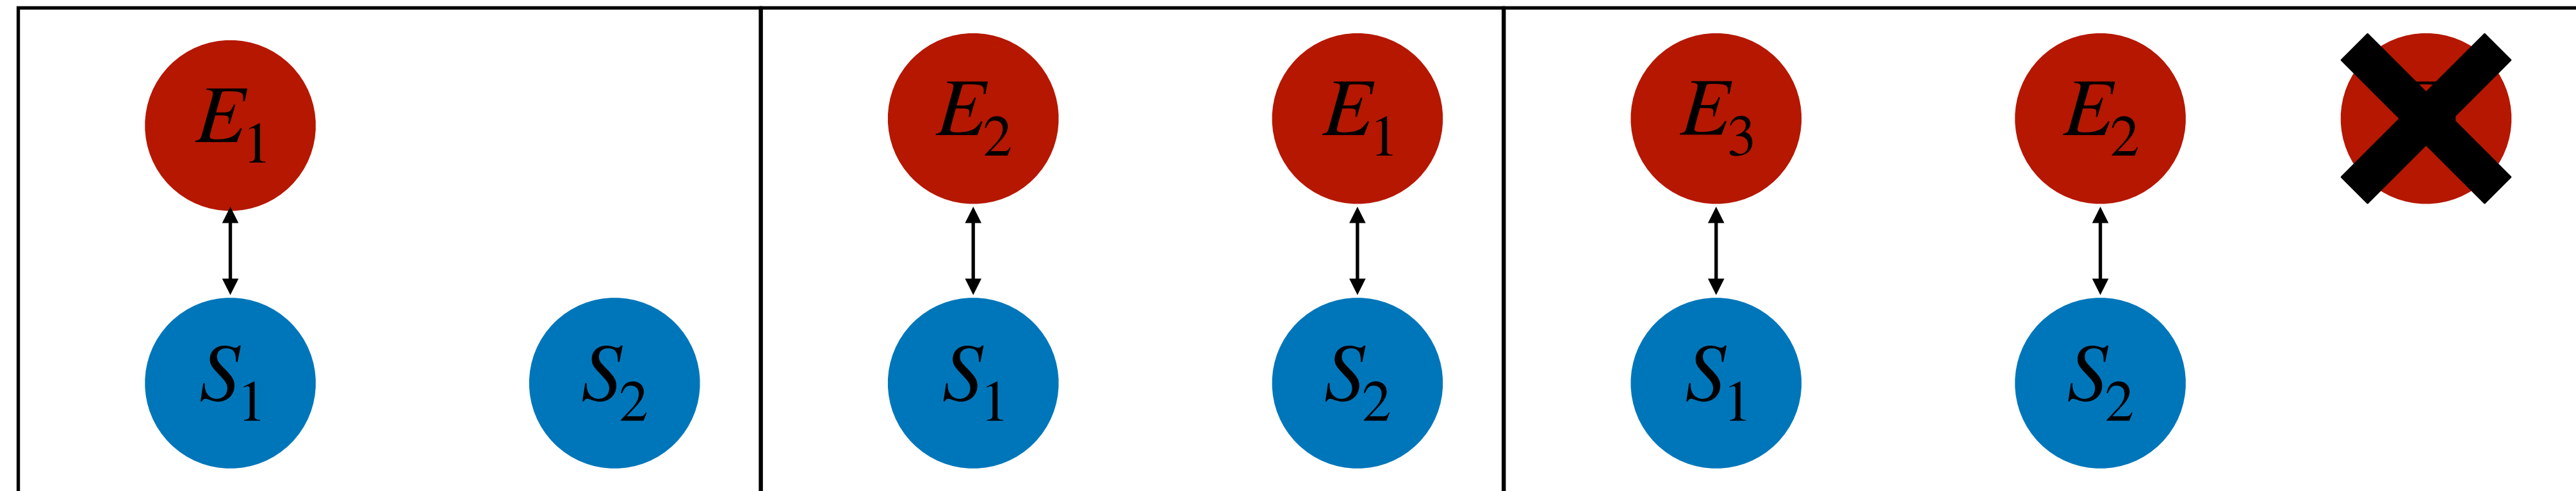 E₁
E₂ E₁
E₃ E₂
S₁ S₂
S₁ S₂
S₁ S₂